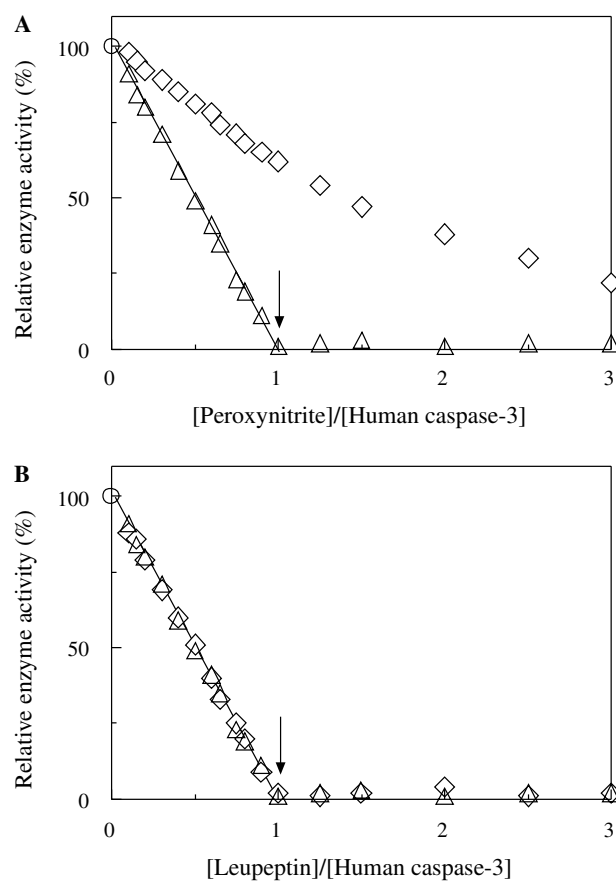 A
Relative enzyme activity (%)
100
50
0
0 1 2 3
[Peroxynitrite]/[Human caspase-3]
B
Relative enzyme activity (%)
100
50
0
0 1 2 3
[Leupeptin]/[Human caspase-3]